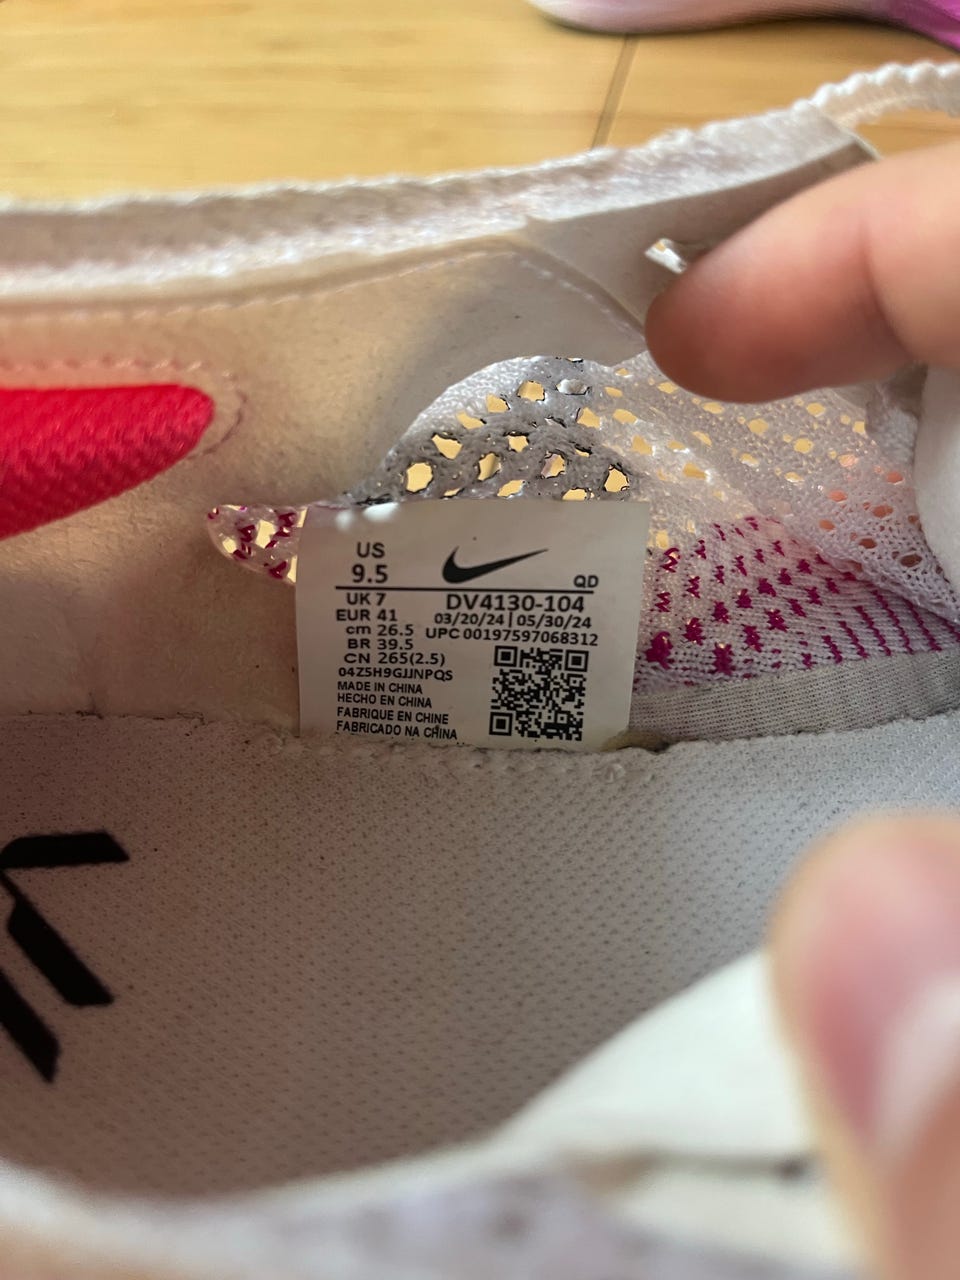 US
9.5
QD
UK 7
DV4130-104
EUR 41
03/20/24 | 05/30/24
cm 26.5
UPC 00197597068312
BR 39.5
CN 265(2.5)
04Z5H9GJJNPQS
MADE IN CHINA
HECHO EN CHINA
FABRIQUE EN CHINE
FABRICADO NA CHINA